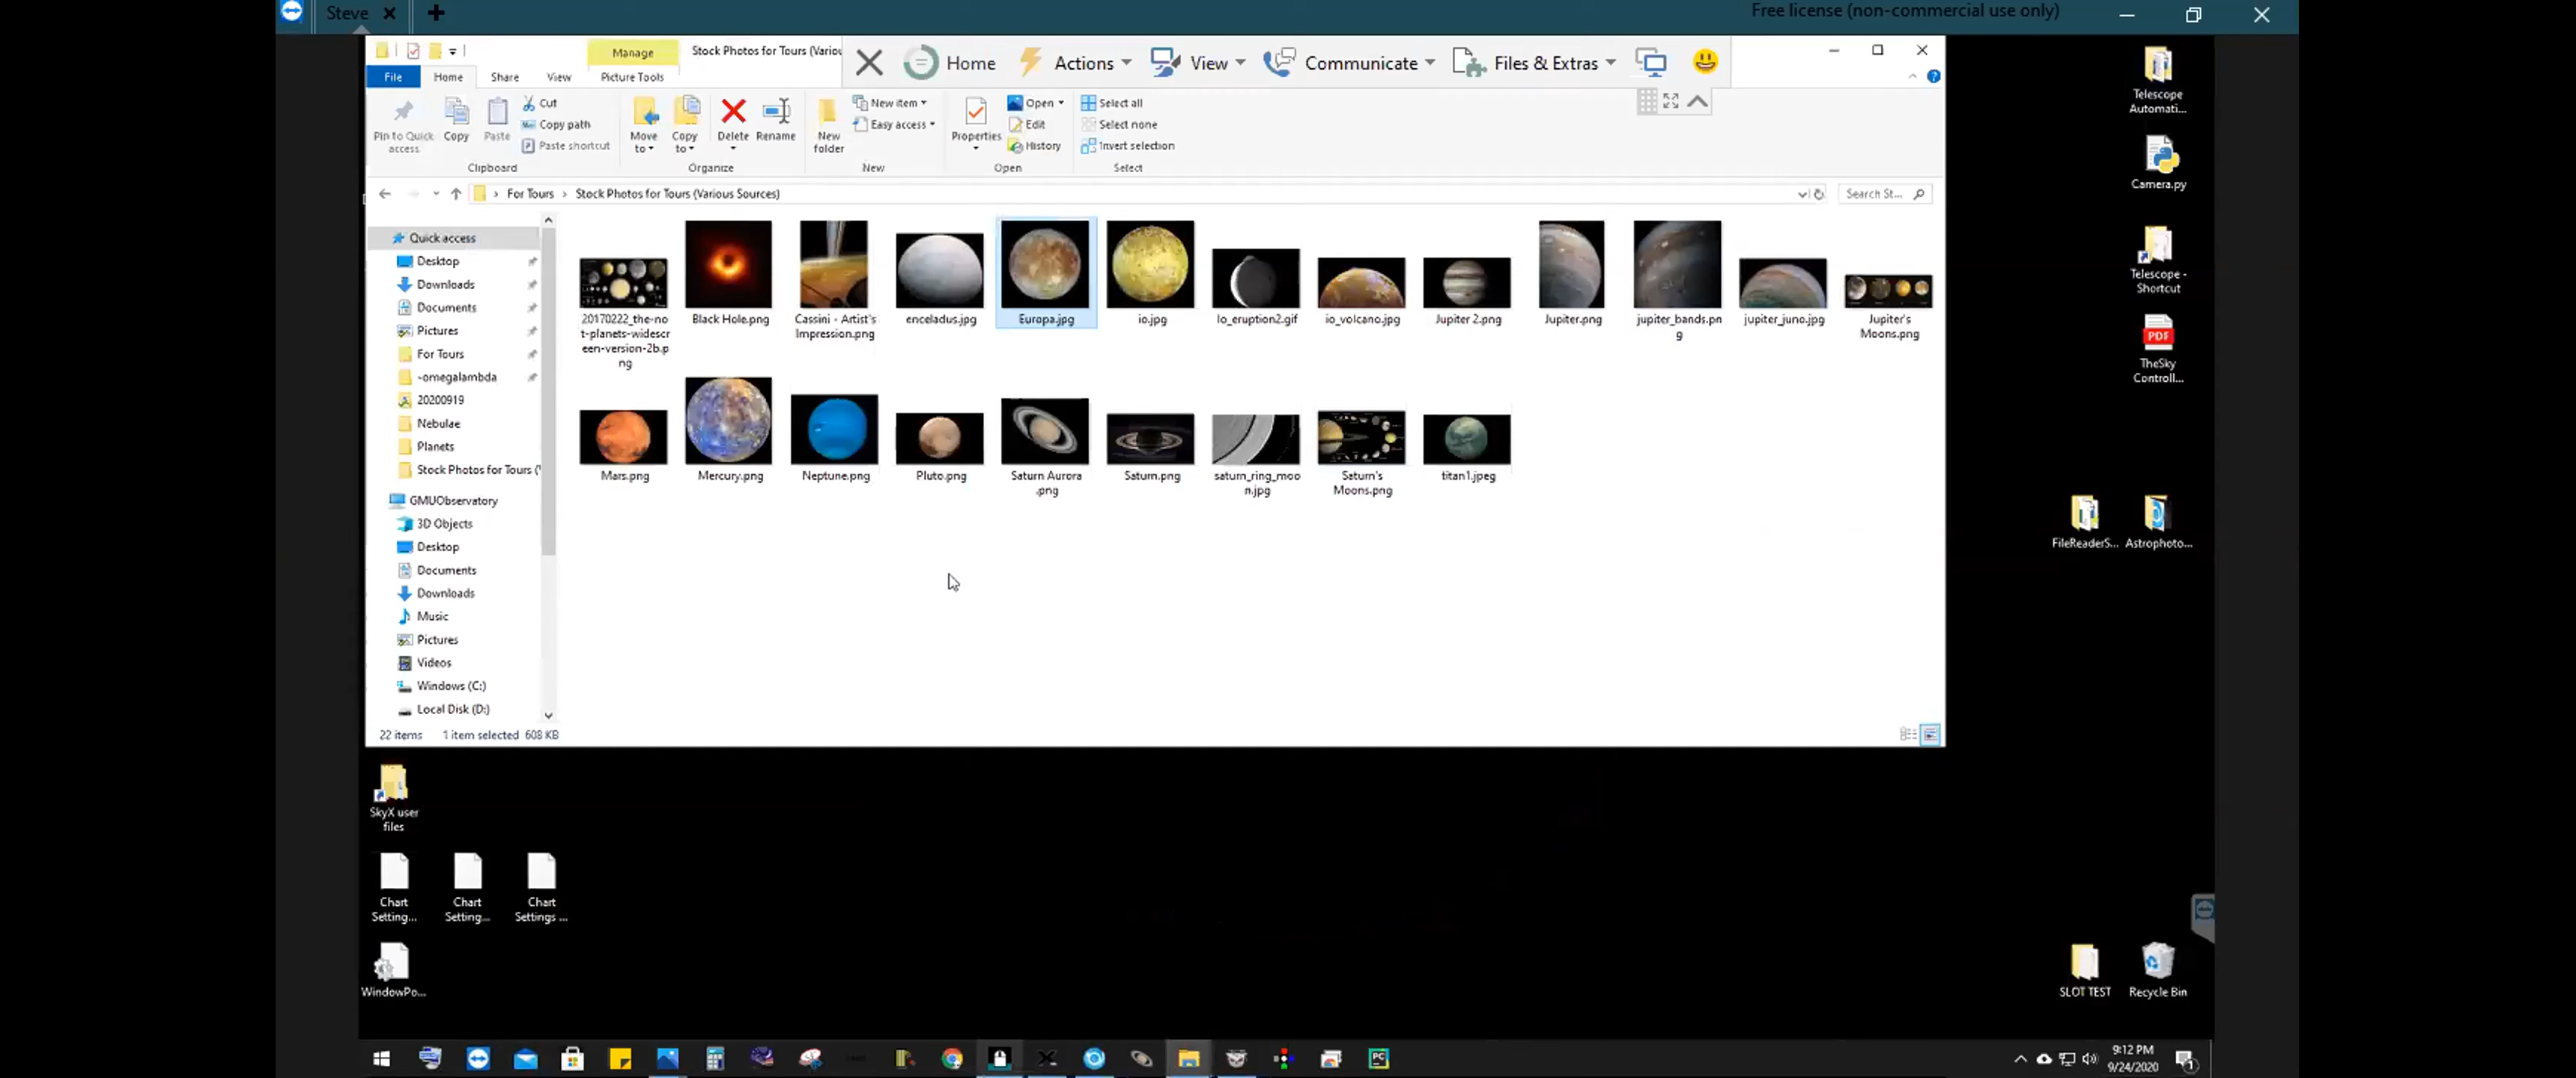 Steve
Free license (non-commercial use only)
Manage
Stock Photos for Tours (Variou
Home
Actions
View
Communicate
Files & Extras
File
Home
Share
View
Picture Tools
Pin to Quick access
Copy
Paste
Cut
Copy path
Paste shortcut
Clipboard
Move to
Copy to
Delete
Rename
Organize
New folder
New item
Easy access
New
Properties
Open
Edit
History
Open
Select all
Select none
Invert selection
Select
For Tours
Stock Photos for Tours (Various Sources)
Search St...
Quick access
Desktop
Downloads
Documents
Pictures
For Tours
~omegalambda
20200919
Nebulae
Planets
Stock Photos for Tours ('
GMUObservatory
3D Objects
Desktop
Documents
Downloads
Music
Pictures
Videos
Windows (C:)
Local Disk (D:)
20170222_the-no
t-planets-widescr
een-version-2b.p
ng
Black Hole.png
Cassini - Artist's
Impression.png
enceladus.jpg
Europa.jpg
io.jpg
Io_eruption2.gif
io_volcano.jpg
Jupiter 2.png
Jupiter.png
jupiter_bands.pn
g
jupiter_juno.jpg
Jupiter's
Moons.png
Mars.png
Mercury.png
Neptune.png
Pluto.png
Saturn Aurora
.png
Saturn.png
saturn_ring_moo
n.jpg
Saturn's
Moons.png
titan1.jpeg
22 items
1 item selected 608 KB
Telescope
Automati...
Camera.py
Telescope -
Shortcut
PDF
TheSky
Controll...
FileReaderS...
Astrophoto...
SkyX user
files
Chart
Setting...
Chart
Setting...
Chart
Settings ...
WindowPo...
SLOT TEST
Recycle Bin
PC
9:12 PM
9/24/2020
1